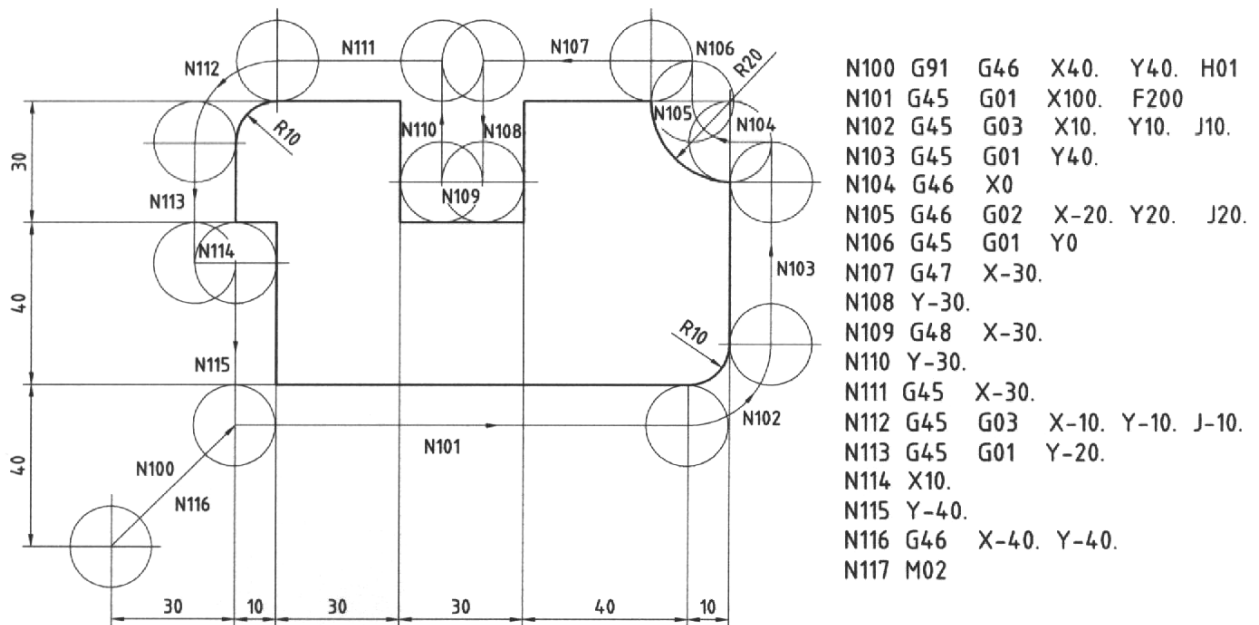 N111
N107
N106
R20
N112
R10
N110
N108
N105
N104
30
N109
N113
N114
N103
40
R10
N115
N102
N101
40
N100
N116
30
10
30
30
40
10
N100 G91 G46 X40. Y40. H01
N101 G45 G01 X100. F200
N102 G45 G03 X10. Y10. J10.
N103 G45 G01 Y40.
N104 G46 X0
N105 G46 G02 X-20. Y20. J20.
N106 G45 G01 Y0
N107 G47 X-30.
N108 Y-30.
N109 G48 X-30.
N110 Y-30.
N111 G45 X-30.
N112 G45 G03 X-10. Y-10. J-10.
N113 G45 G01 Y-20.
N114 X10.
N115 Y-40.
N116 G46 X-40. Y-40.
N117 M02